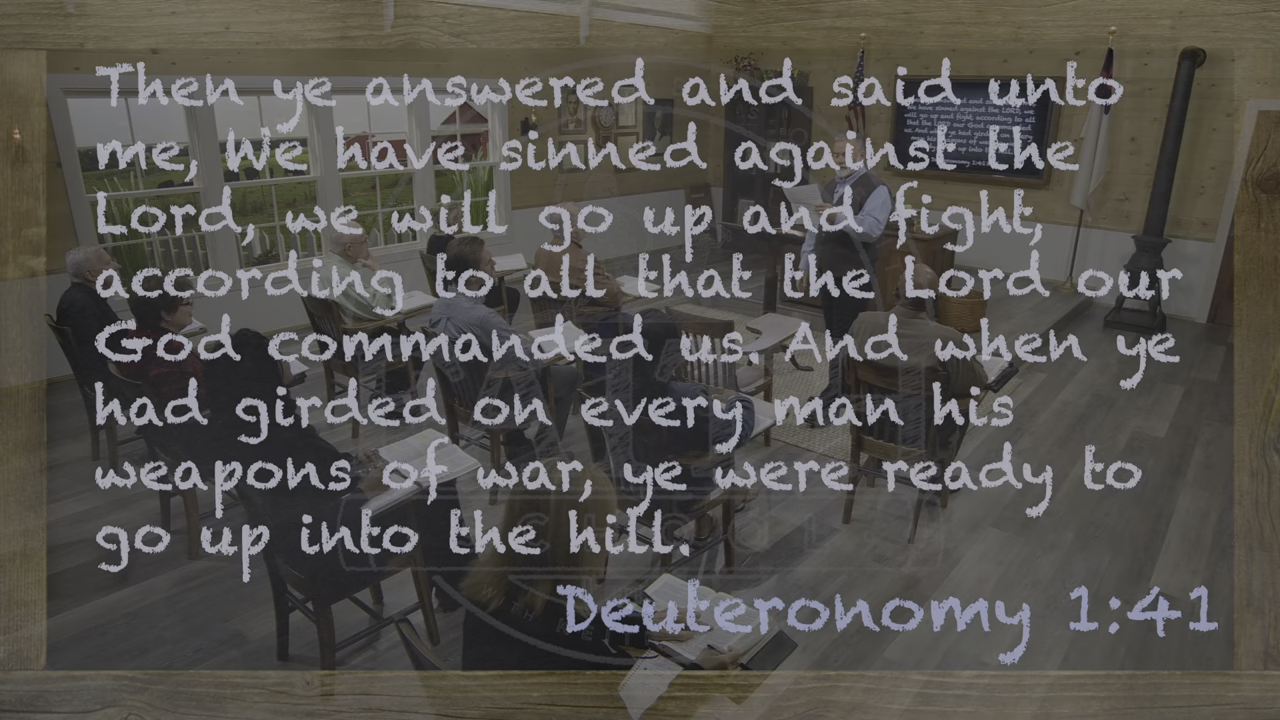 Then ye answered and said unto
me, We have sinned against the
Lord, we will go up and fight,
according to all that the Lord our
God commanded us. And when ye
had girded on every man his
weapons of war, ye were ready to
go up into the hill.
Deuteronomy 1:41